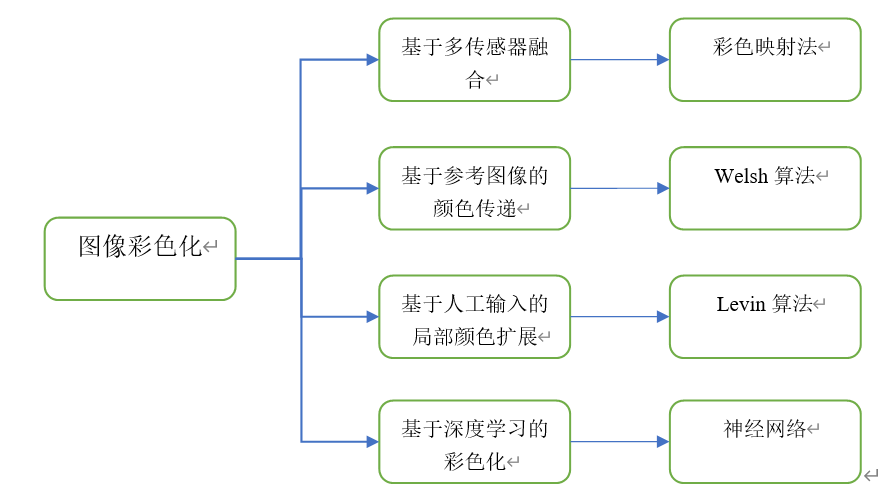 图像彩色化
基于多传感器融
合
彩色映射法
基于参考图像的
颜色传递
Welsh 算法
基于人工输入的
局部颜色扩展
Levin 算法
基于深度学习的
彩色化
神经网络